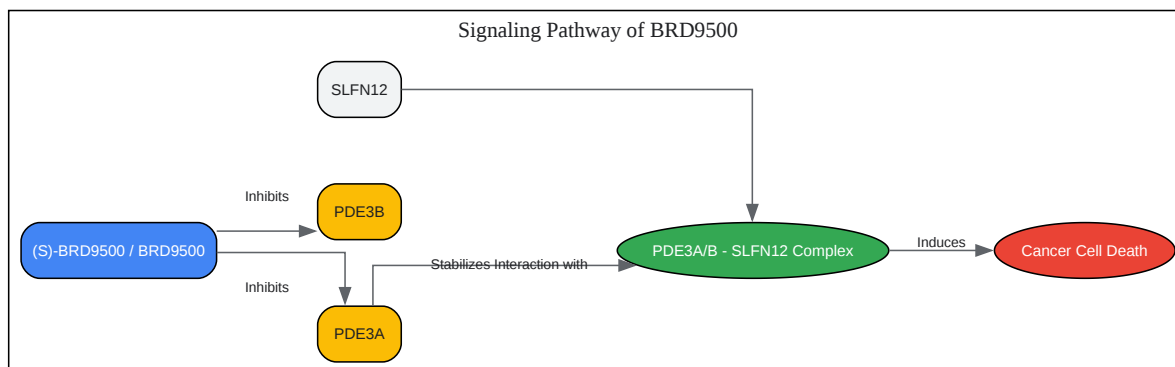 Signaling Pathway of BRD9500
SLFN12
Inhibits
PDE3B
(S)-BRD9500 / BRD9500
PDE3A/B - SLFN12 Complex
Induces
Cancer Cell Death
Stabilizes Interaction with
Inhibits
PDE3A